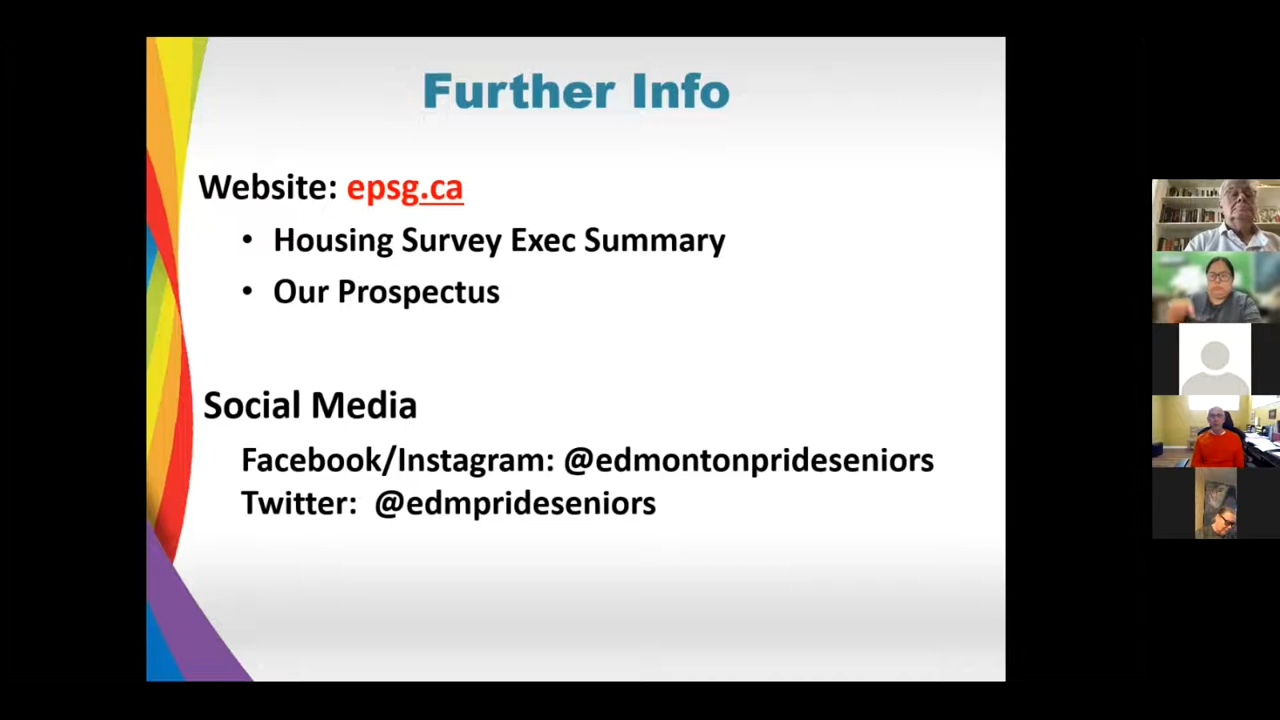 Further Info
Website: epsg.ca
• Housing Survey Exec Summary
• Our Prospectus
Social Media
Facebook/Instagram: @edmontonprideseniors
Twitter: @edmprideseniors